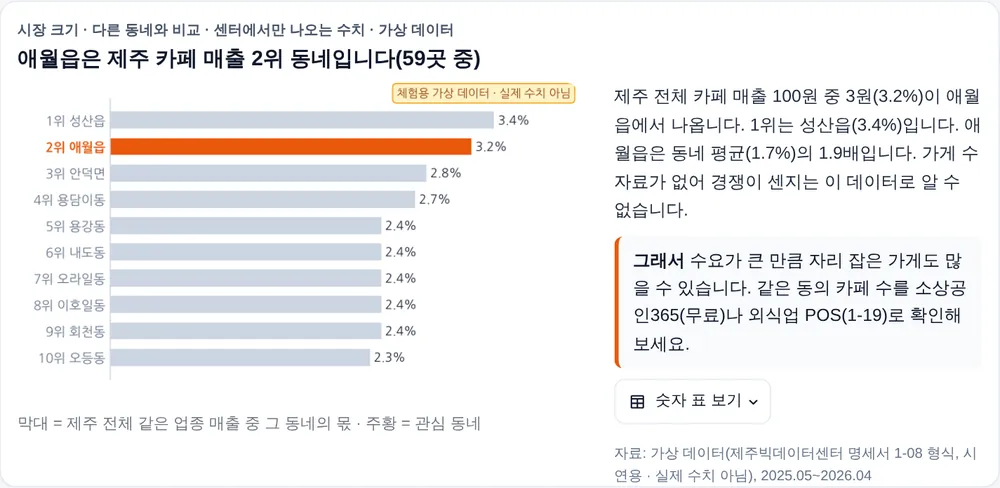 시장 크기 · 다른 동네와 비교 · 센터에서만 나오는 수치 · 가상 데이터
애월읍은 제주 카페 매출 2위 동네입니다(59곳 중)
체험용 가상 데이터 · 실제 수치 아님
1위 성산읍 3.4%
2위 애월읍 3.2%
3위 안덕면 2.8%
4위 용담이동 2.7%
5위 용강동 2.4%
6위 내도동 2.4%
7위 오라일동 2.4%
8위 이호일동 2.4%
9위 회천동 2.4%
10위 오등동 2.3%
막대 = 제주 전체 같은 업종 매출 중 그 동네의 몫 · 주황 = 관심 동네
제주 전체 카페 매출 100원 중 3원(3.2%)이 애월
읍에서 나옵니다. 1위는 성산읍(3.4%)입니다. 애
월읍은 동네 평균(1.7%)의 1.9배입니다. 가게 수
자료가 없어 경쟁이 센지는 이 데이터로 알 수
없습니다.
그래서 수요가 큰 만큼 자리 잡은 가게도 많
을 수 있습니다. 같은 동의 카페 수를 소상공
인365(무료)나 외식업 POS(1-19)로 확인해
보세요.
숫자 표 보기
자료: 가상 데이터(제주빅데이터센터 명세서 1-08 형식, 시
연용 · 실제 수치 아님), 2025.05~2026.04